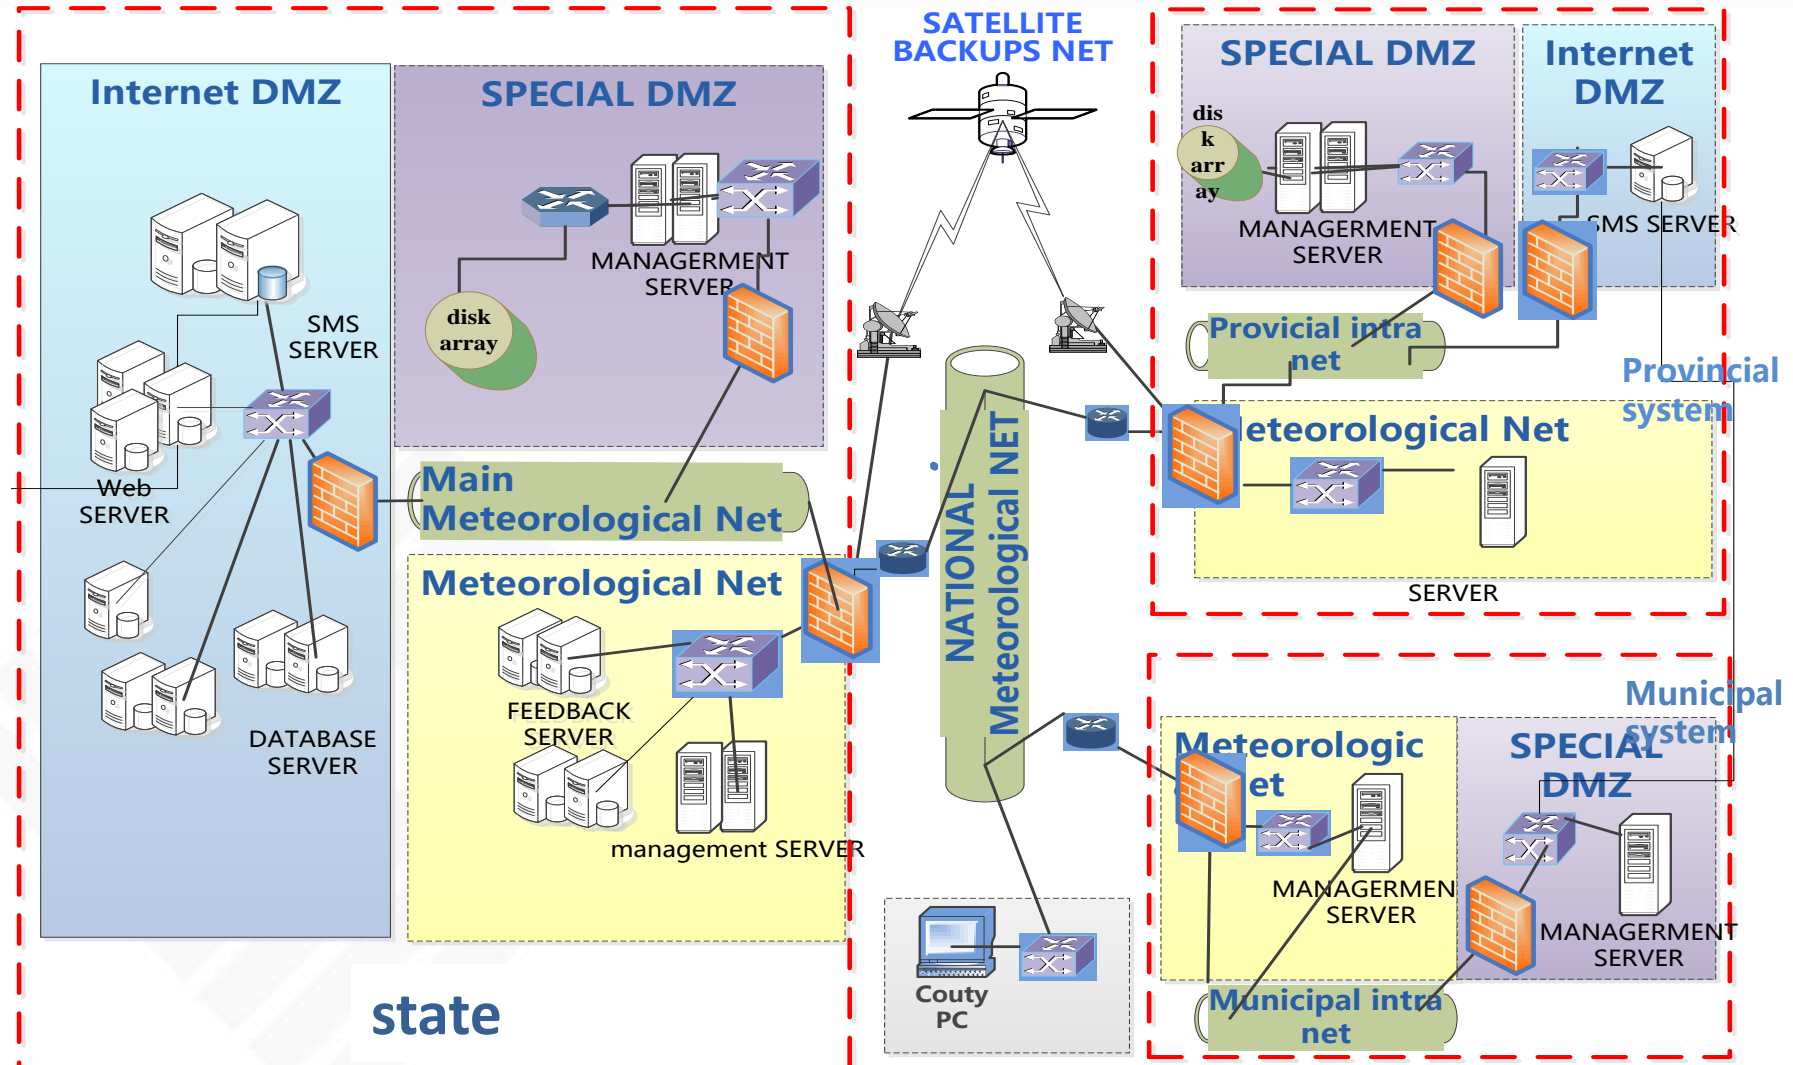 SATELLITE
BACKUPS NET
Internet DMZ
SPECIAL DMZ
MANAGERMENT
SERVER
disk
array
SMS
SERVER
Web
SERVER
DATABASE
SERVER
Main
Meteorological Net
Meteorological Net
FEEDBACK
SERVER
management SERVER
state
NATIONAL
Meteorological NET
Couty
PC
SPECIAL DMZ
dis
k
arr
ay
MANAGERMENT
SERVER
Internet
DMZ
SMS SERVER
Provicial intra
net
Provincial
system
eteorological Net
SERVER
Municipal
system
Meteorologic
et
MANAGERMEN
SERVER
SPECIAL
DMZ
MANAGERMENT
SERVER
Municipal intra
net